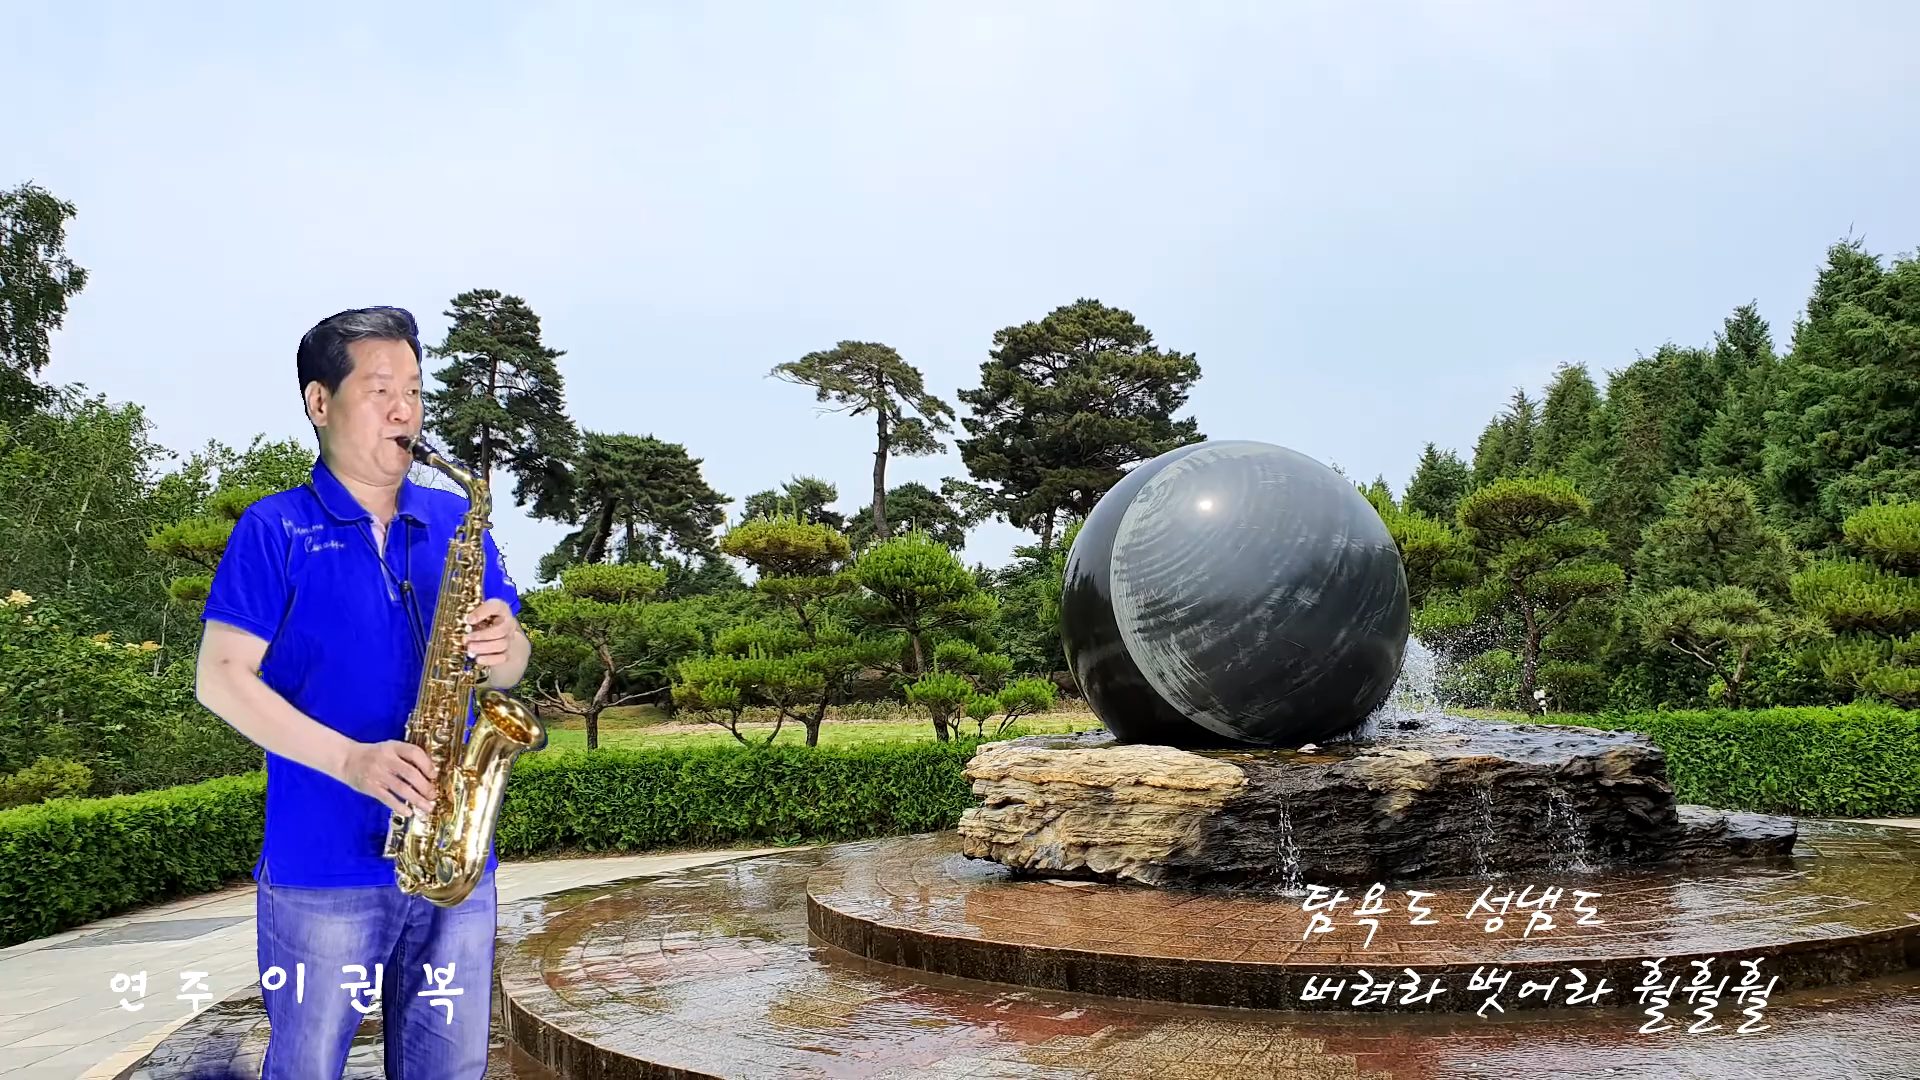 연주 이권복
탐욕도 성냄도
버려라 벗어라 훨훨훨